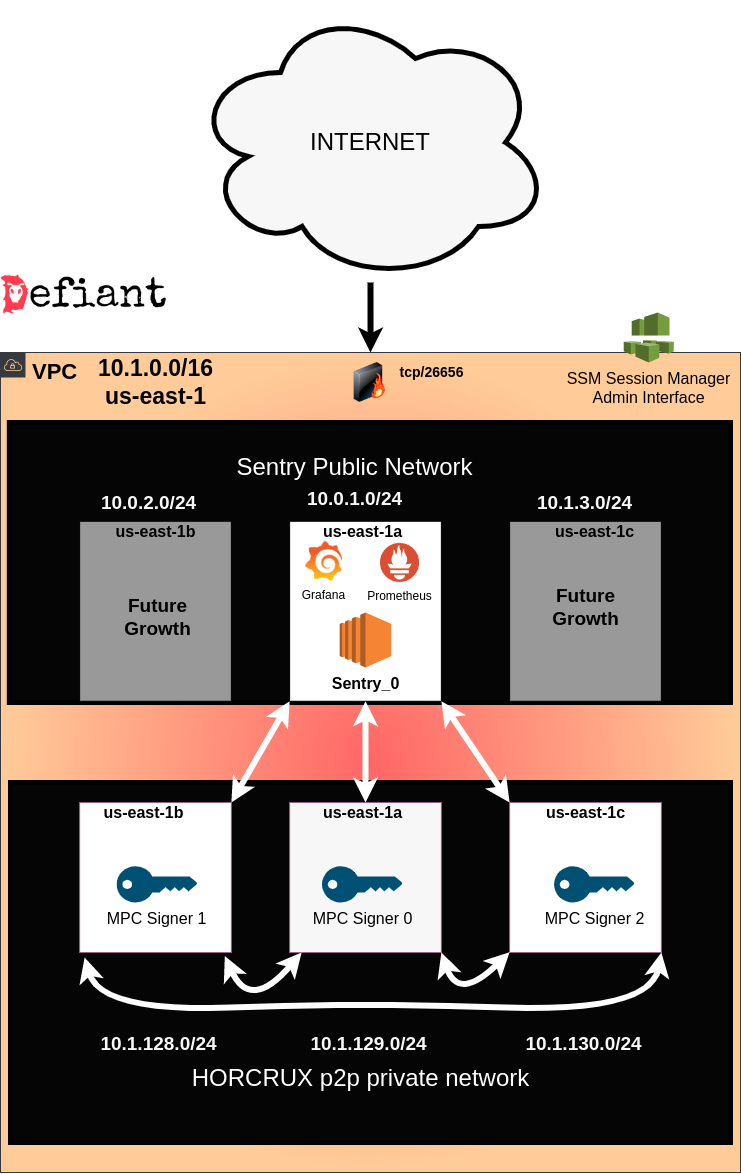 INTERNET
Defiant
VPC
10.1.0.0/16
us-east-1
tcp/26656
SSM Session Manager
Admin Interface
Sentry Public Network
10.0.2.0/24
10.0.1.0/24
10.1.3.0/24
us-east-1b
us-east-1a
us-east-1c
Grafana
Prometheus
Future
Growth
Future
Growth
Sentry_0
us-east-1b
us-east-1a
us-east-1c
MPC Signer 1
MPC Signer 0
MPC Signer 2
10.1.128.0/24
10.1.129.0/24
10.1.130.0/24
HORCRUX p2p private network